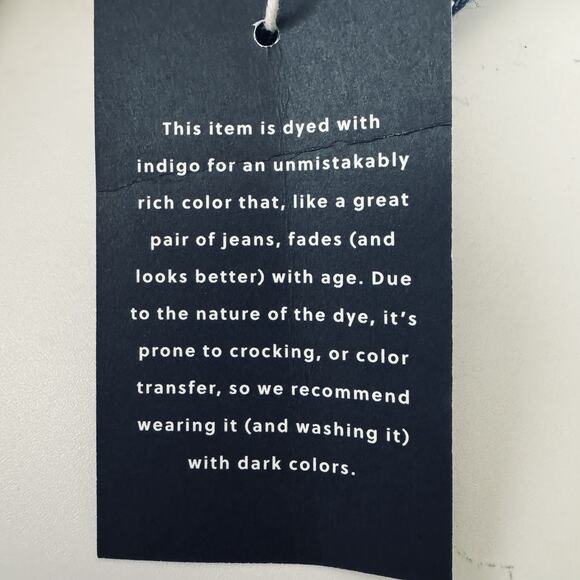 This item is dyed with
indigo for an unmistakably
rich color that, like a great
pair of jeans, fades (and
looks better) with age. Due
to the nature of the dye, it's
prone to crocking, or color
transfer, so we recommend
wearing it (and washing it)
with dark colors.